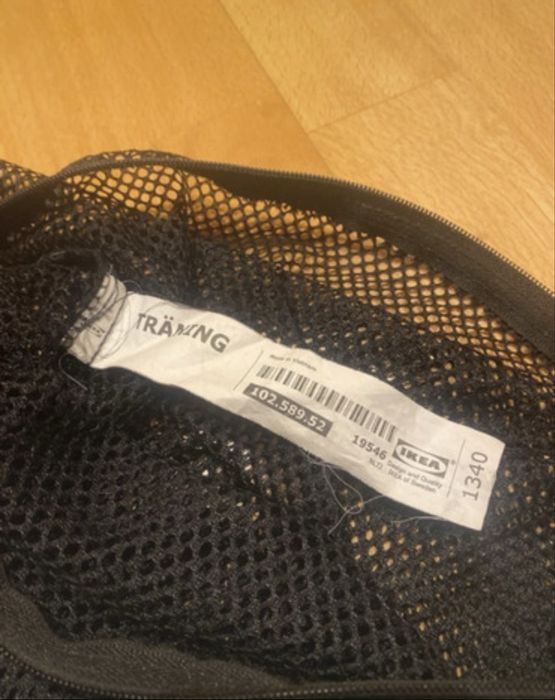 TRÄNING
Made in Vietnam
102.589.52
19546
IKEA®
Design and Quality
IKEA of Sweden
1340